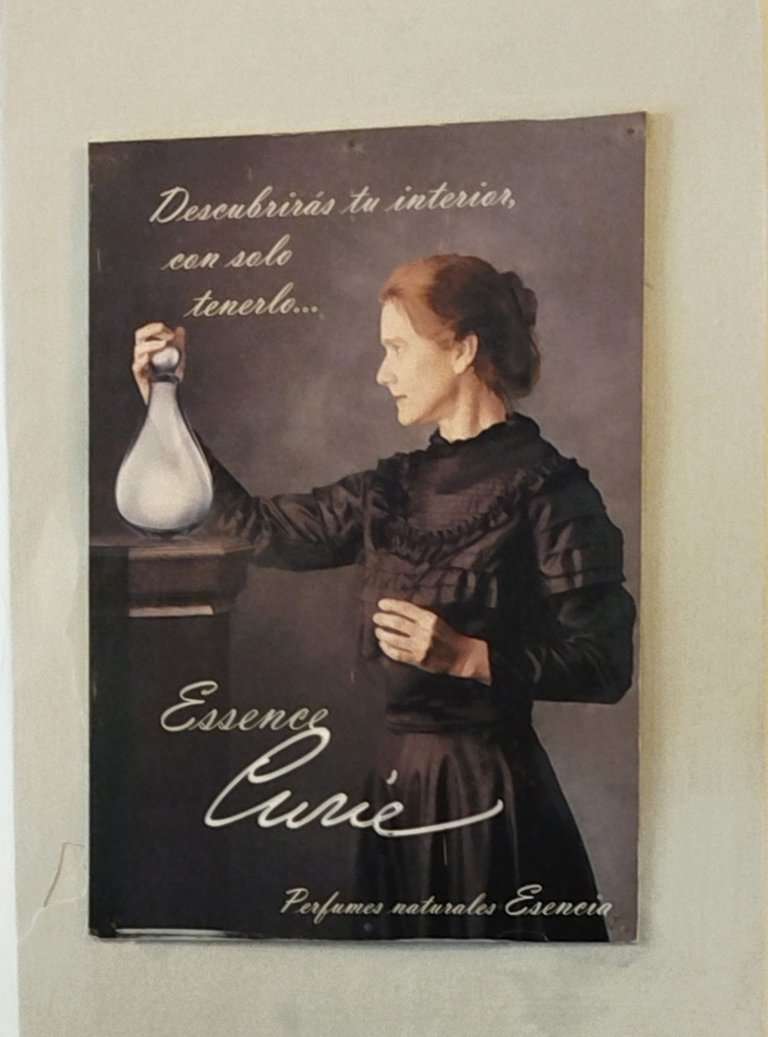 Descubrirás tu interior,
con solo
tenerlo...
Essence
Curie
Perfumes naturales Esencia